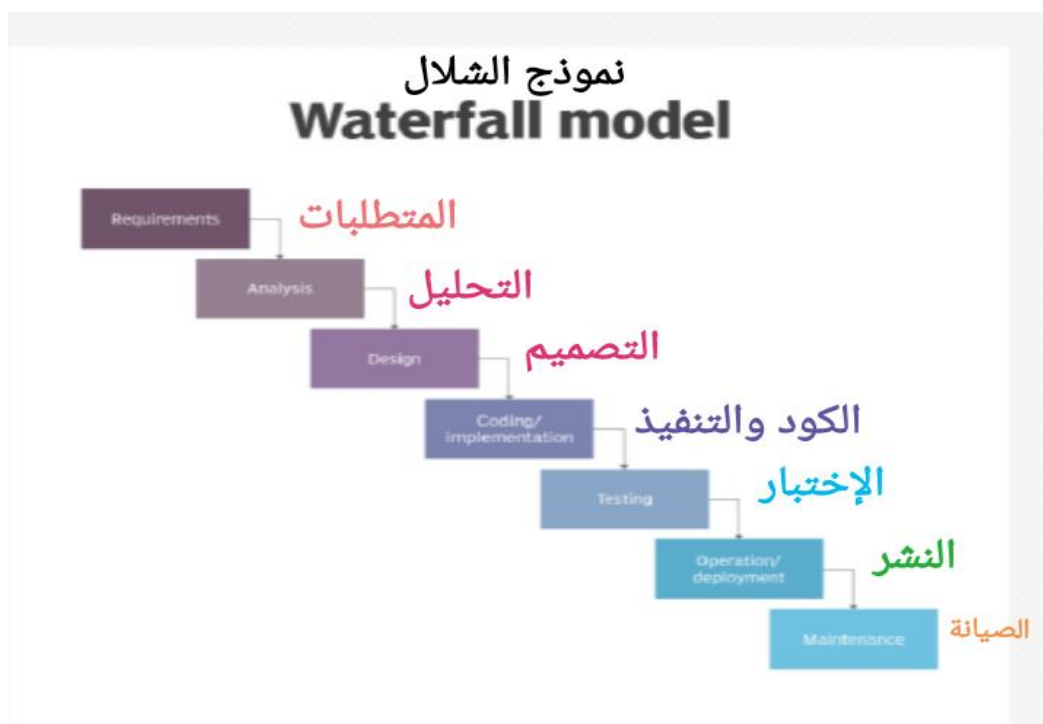 نموذج الشلال
Waterfall model
Requirements
المتطلبات
Analysis
التحليل
Design
التصميم
Coding/
implementation
الكود والتنفيذ
Testing
الإختبار
Operation/
deployment
النشر
Maintenance
الصيانة